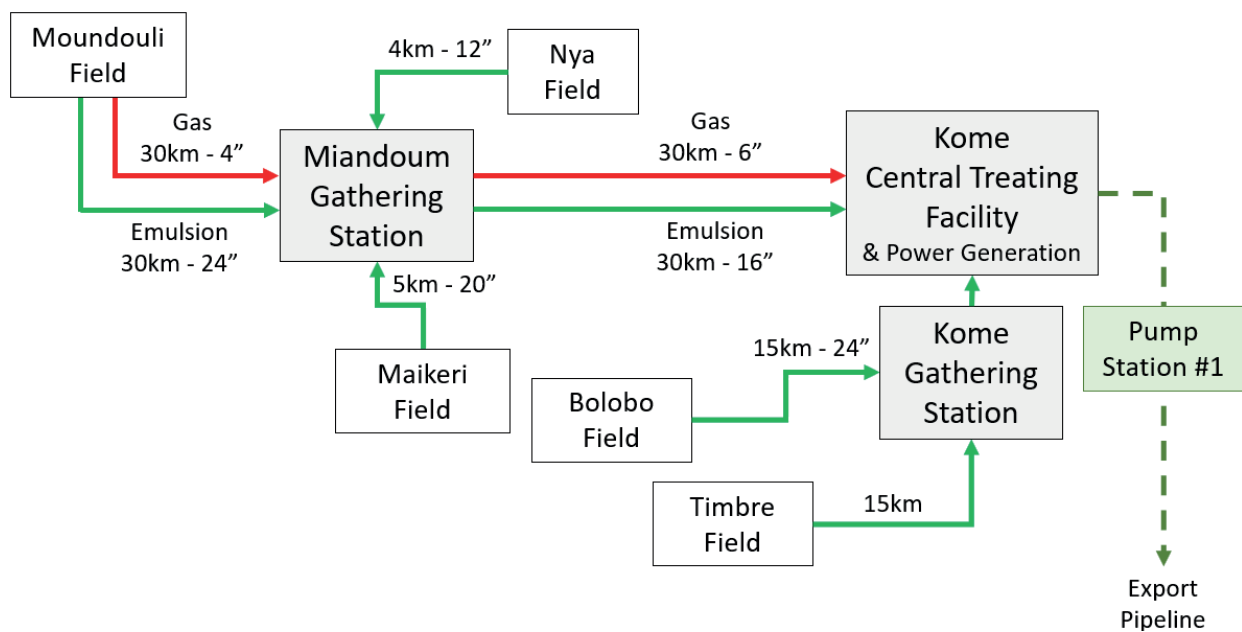 Moundouli
Field
4km - 12”
Nya
Field
Gas
30km - 4”
Miandoum
Gathering
Station
Gas
30km - 6”
Kome
Central Treating
Facility
& Power Generation
Emulsion
30km - 24”
Emulsion
30km - 16”
5km - 20”
Maikeri
Field
15km - 24”
Kome
Gathering
Station
Pump
Station #1
Bolobo
Field
Timbre
Field
15km
Export
Pipeline